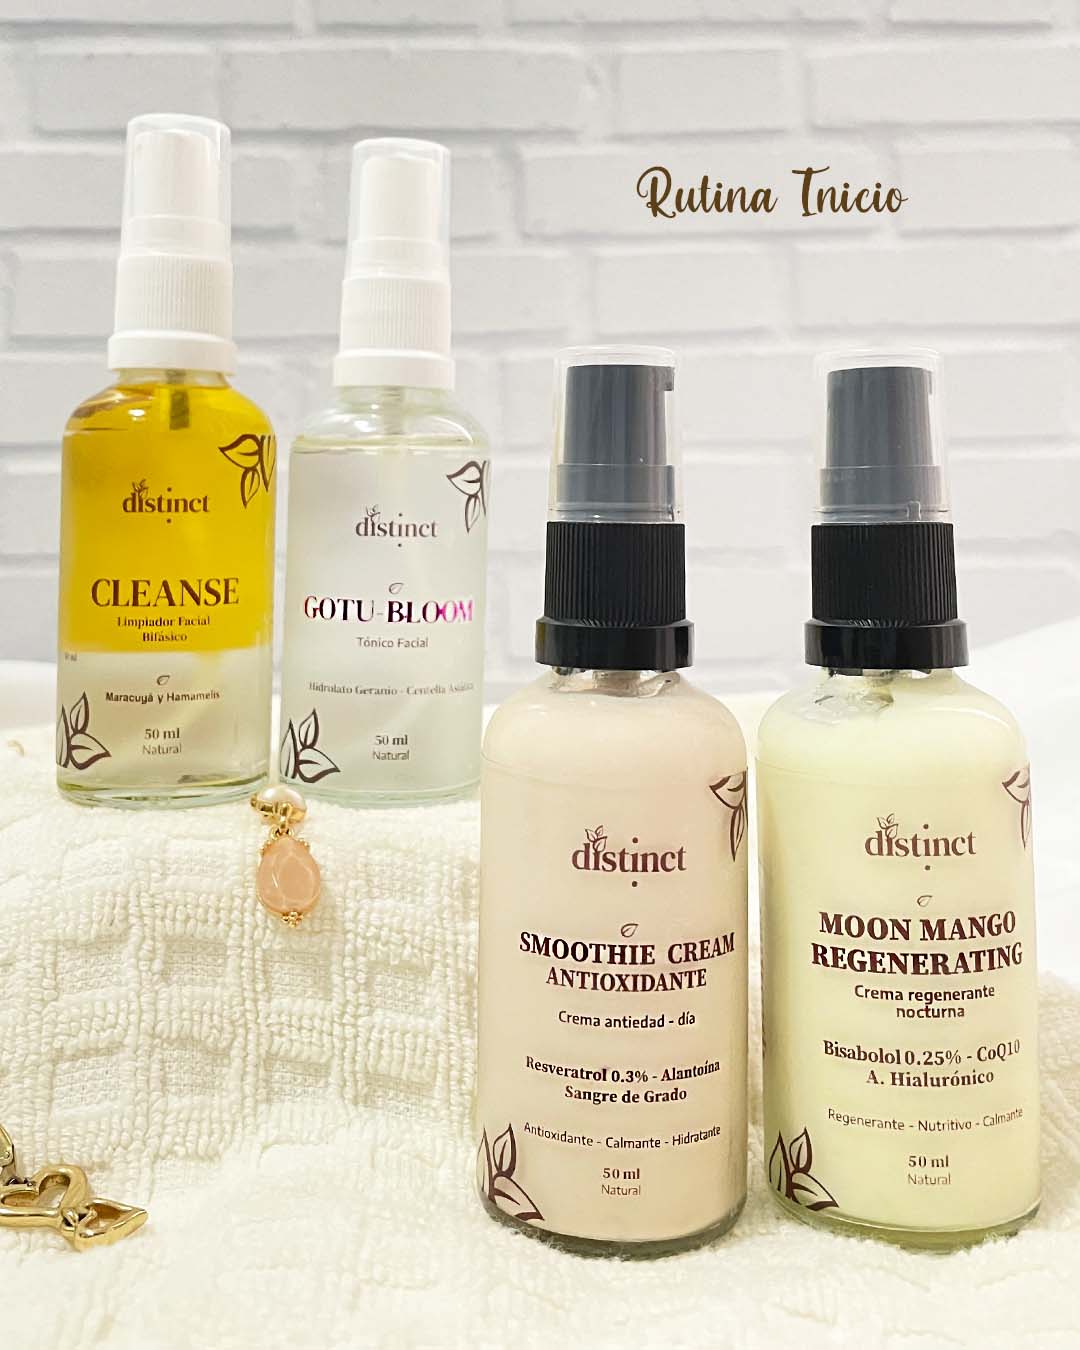 Rutina Inicio
distinct
CLEANSE
Limpiador Facial
Bifásico
Maracuyá y Hamamelis
50 ml
Natural
distinct
GOTU-BLOOM
Tónico Facial
Hidrolato Geranio - Centella Asiática
50 ml
Natural
distinct
SMOOTHIE CREAM
ANTIOXIDANTE
Crema antiedad - día
Resveratrol 0.3% - Alantoína
Sangre de Grado
Antioxidante - Calmante - Hidratante
50 ml
Natural
distinct
MOON MANGO
REGENERATING
Crema regenerante
nocturna
Bisabolol 0.25% - CoQ10
A. Hialurónico
Regenerante - Nutritivo - Calmante
50 ml
Natural